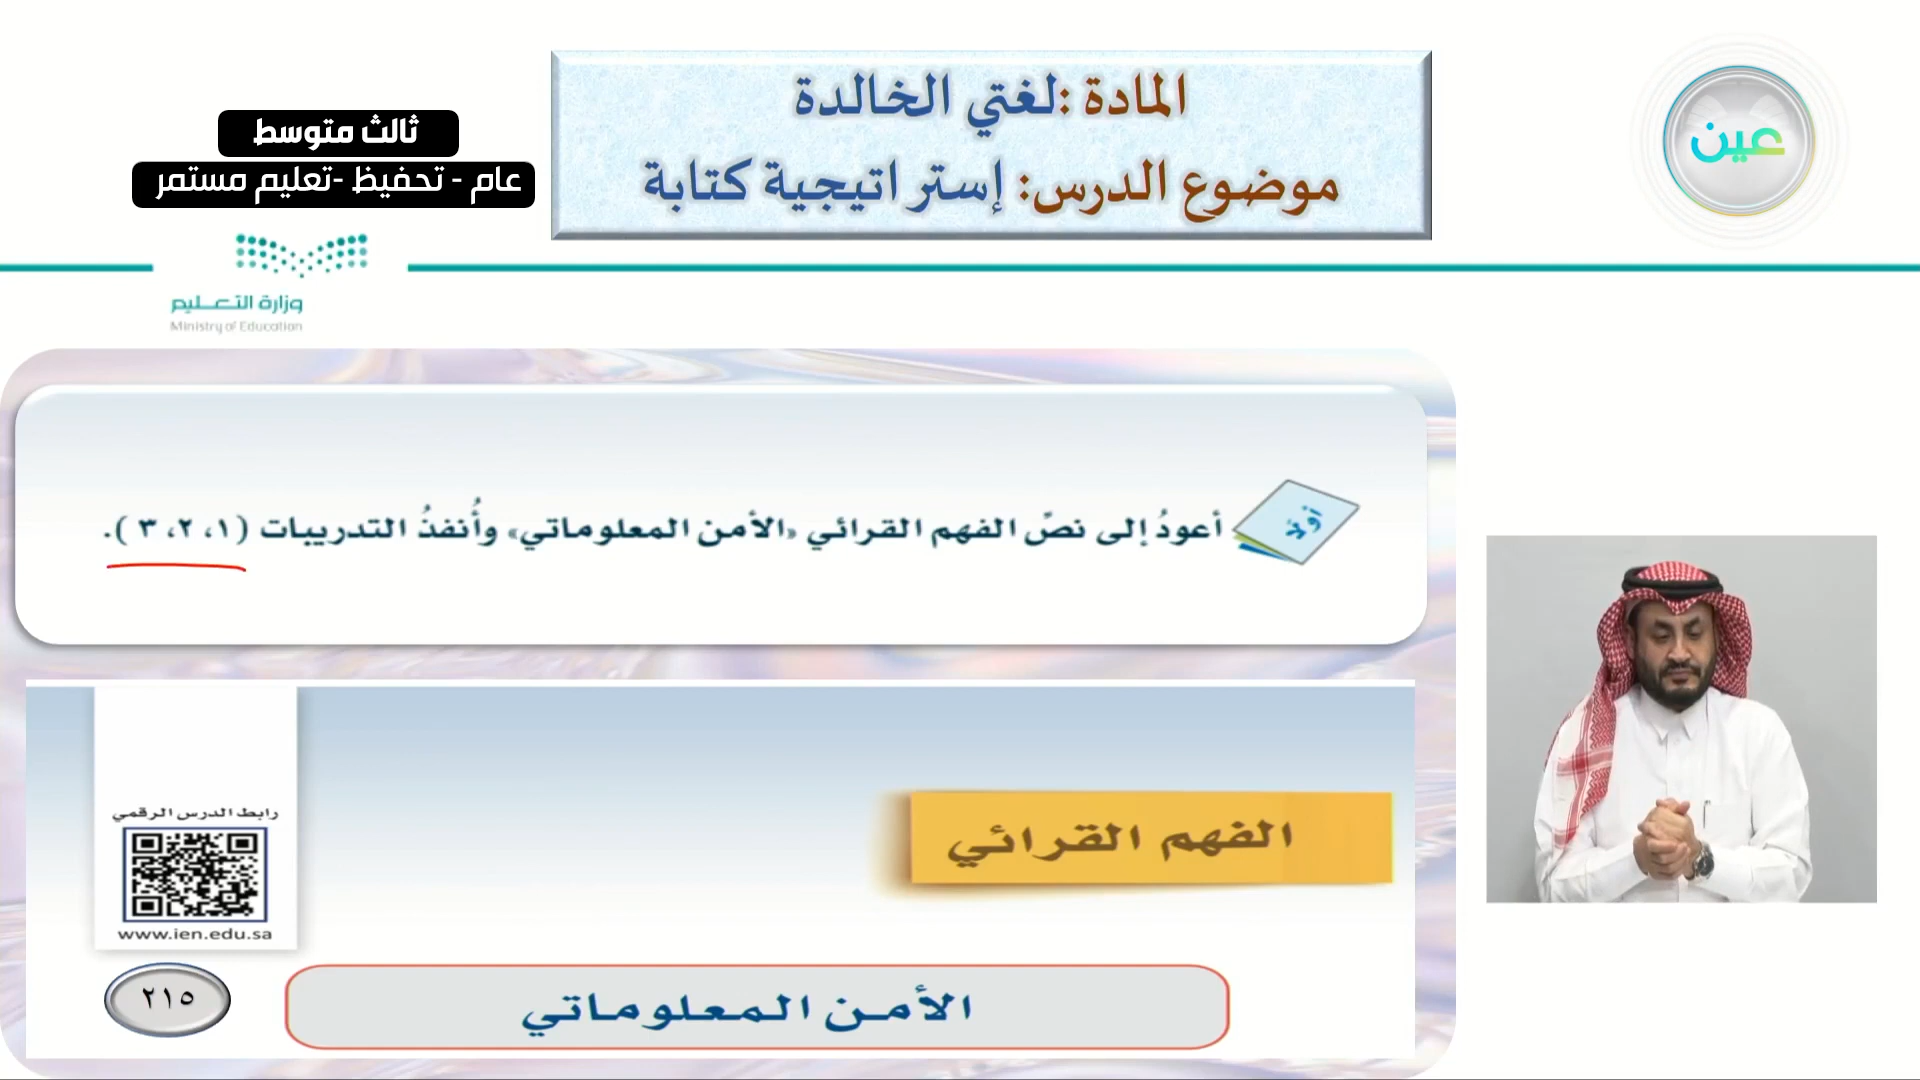 المادة :لغتي الخالدة
موضوع الدرس: إستراتيجية كتابة
ثالث متوسط
عام - تحفيظ -تعليم مستمر
عين
وزارة التعـــليم
Ministry of Education
أولًا
أعودُ إلى نصّ الفهم القرائي «الأمن المعلوماتي» وأُنفذُ التدريبات (١، ٢، ٣ ).
الفهم القرائي
رابط الدرس الرقمي
www.ien.edu.sa
الأمن المعلوماتي
٢١٥